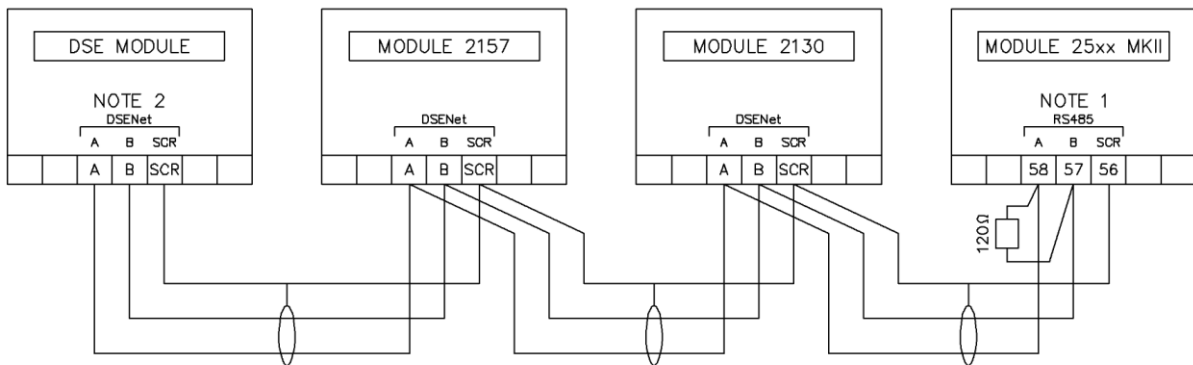 DSE MODULE
NOTE 2
DSENet
A B SCR
A B SCR
MODULE 2157
DSENet
A B SCR
A B SCR
MODULE 2130
DSENet
A B SCR
A B SCR
MODULE 25xx MKII
NOTE 1
RS485
A B SCR
58 57 56
120Ω